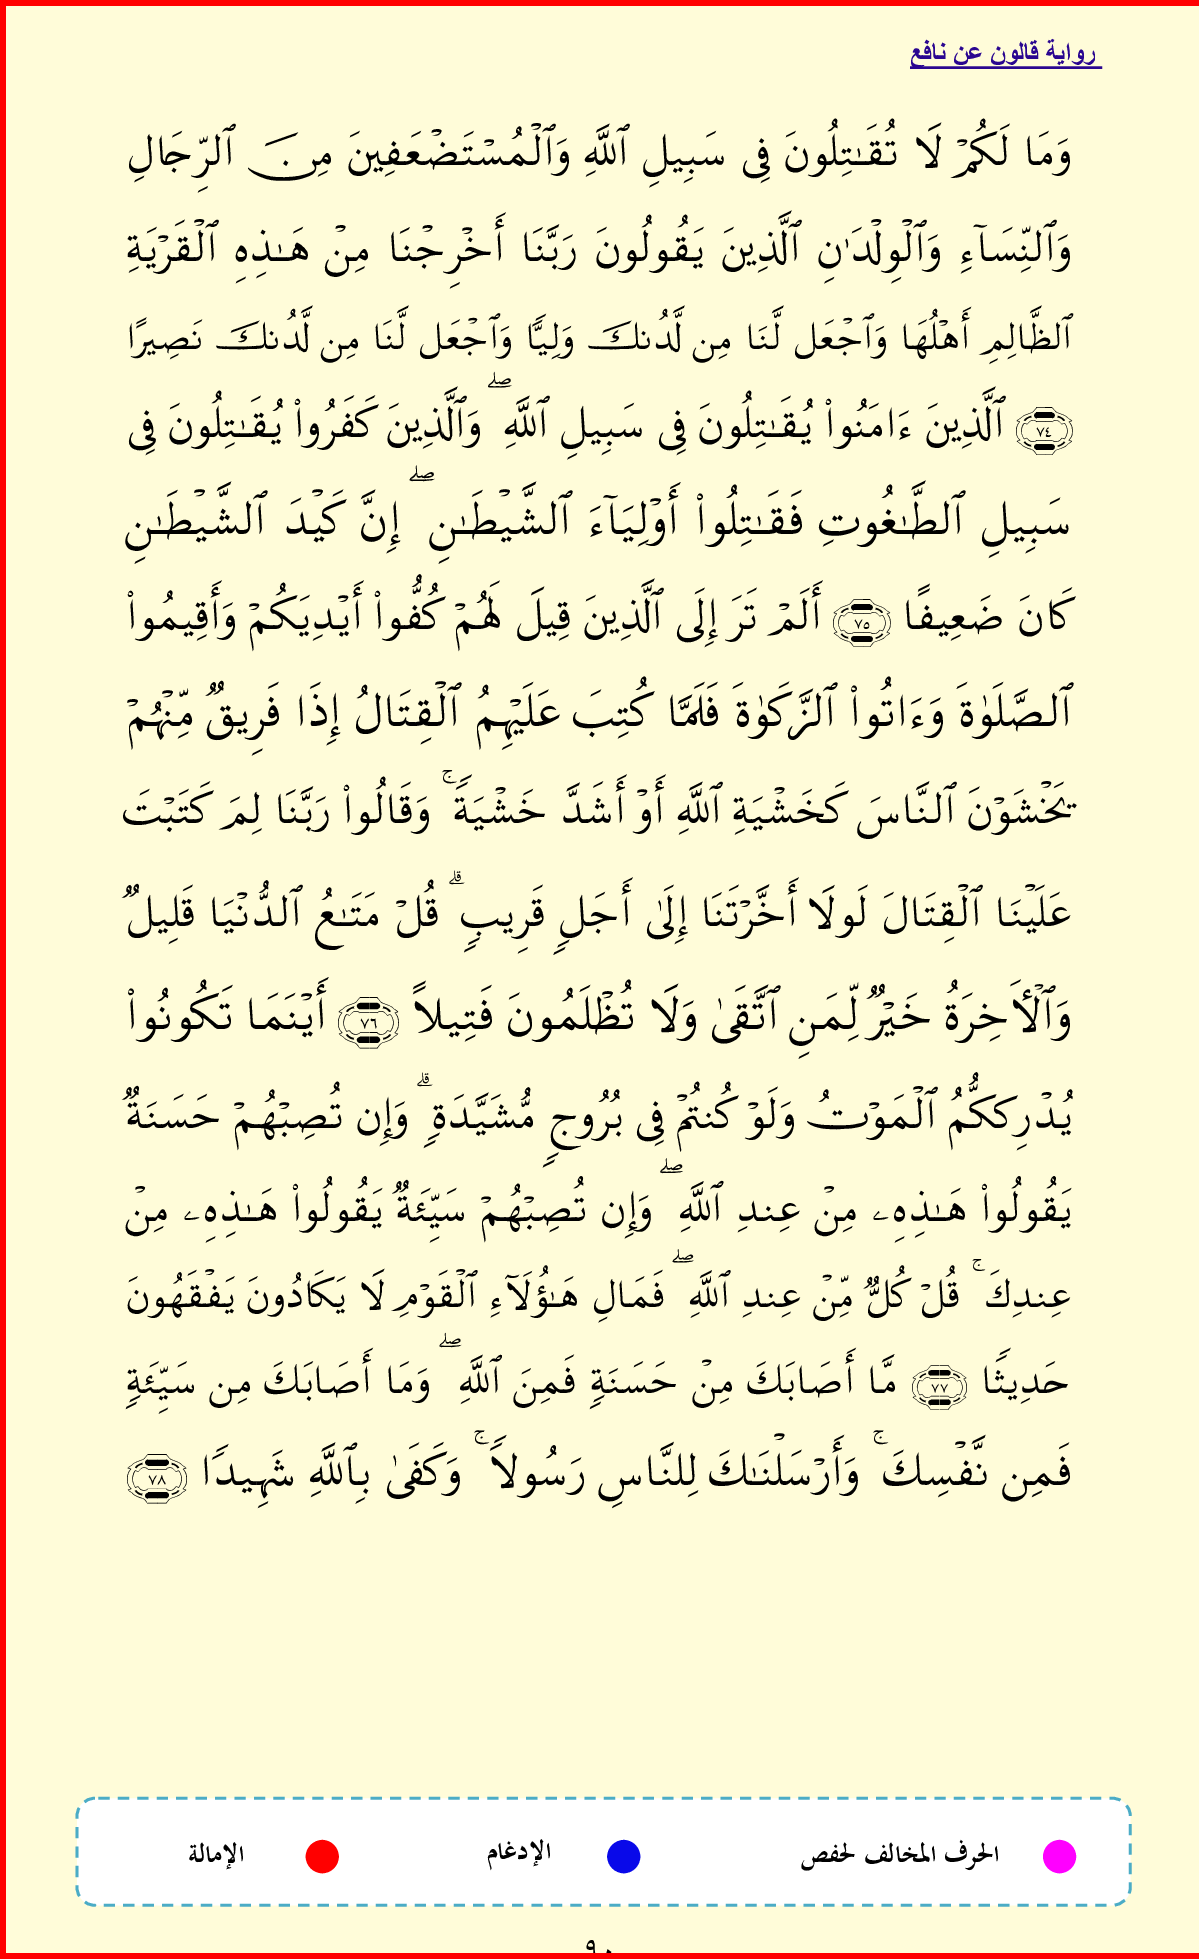 رواية قالون عن نافع
وَمَا لَكُمۡ لَا تُقَٰتِلُونَ فِي سَبِيلِ ٱللَّهِ وَٱلۡمُسۡتَضۡعَفِينَ مِنَ ٱلرِّجَالِ
وَٱلنِّسَآءِ وَٱلۡوِلۡدَٰنِ ٱلَّذِينَ يَقُولُونَ رَبَّنَا أَخۡرِجۡنَا مِنۡ هَٰذِهِ ٱلۡقَرۡيَةِ
ٱلظَّالِمِ أَهۡلُهَا وَٱجۡعَل لَّنَا مِن لَّدُنكَ وَلِيًّا وَٱجۡعَل لَّنَا مِن لَّدُنكَ نَصِيرًا
٧٤ ٱلَّذِينَ ءَامَنُواْ يُقَٰتِلُونَ فِي سَبِيلِ ٱللَّهِۖ وَٱلَّذِينَ كَفَرُواْ يُقَٰتِلُونَ فِي
سَبِيلِ ٱلطَّٰغُوتِ فَقَٰتِلُواْ أَوۡلِيَآءَ ٱلشَّيۡطَٰنِۖ إِنَّ كَيۡدَ ٱلشَّيۡطَٰنِ
كَانَ ضَعِيفًا ٧٥ أَلَمۡ تَرَ إِلَى ٱلَّذِينَ قِيلَ لَهُمۡ كُفُّواْ أَيۡدِيَكُمۡ وَأَقِيمُواْ
ٱلصَّلَوٰةَ وَءَاتُواْ ٱلزَّكَوٰةَ فَلَمَّا كُتِبَ عَلَيۡهِمُ ٱلۡقِتَالُ إِذَا فَرِيقٌ مِّنۡهُمۡ
يَخۡشَوۡنَ ٱلنَّاسَ كَخَشۡيَةِ ٱللَّهِ أَوۡ أَشَدَّ خَشۡيَةًۚ وَقَالُواْ رَبَّنَا لِمَ كَتَبۡتَ
عَلَيۡنَا ٱلۡقِتَالَ لَوۡلَا أَخَّرۡتَنَا إِلَىٰ أَجَلٍ قَرِيبٍۗ قُلۡ مَتَٰعُ ٱلدُّنۡيَا قَلِيلٌ
وَٱلۡأٓخِرَةُ خَيۡرٌ لِّمَنِ ٱتَّقَىٰ وَلَا تُظۡلَمُونَ فَتِيلاً ٧٦ أَيۡنَمَا تَكُونُواْ
يُدۡرِككُّمُ ٱلۡمَوۡتُ وَلَوۡ كُنتُمۡ فِي بُرُوجٍ مُّشَيَّدَةٍۗ وَإِن تُصِبۡهُمۡ حَسَنَةٌ
يَقُولُواْ هَٰذِهِۦ مِنۡ عِندِ ٱللَّهِۖ وَإِن تُصِبۡهُمۡ سَيِّئَةٌ يَقُولُواْ هَٰذِهِۦ مِنۡ
عِندِكَۚ قُلۡ كُلٌّ مِّنۡ عِندِ ٱللَّهِۖ فَمَالِ هَٰؤُلَآءِ ٱلۡقَوۡمِ لَا يَكَادُونَ يَفۡقَهُونَ
حَدِيثًا ٧٧ مَّا أَصَابَكَ مِنۡ حَسَنَةٍ فَمِنَ ٱللَّهِۖ وَمَا أَصَابَكَ مِن سَيِّئَةٍ
فَمِن نَّفۡسِكَۚ وَأَرۡسَلۡنَٰكَ لِلنَّاسِ رَسُولاًۚ وَكَفَىٰ بِٱللَّهِ شَهِيدًا ٧٨
الحرف المخالف لحفص الإدغام الإمالة
٩٠